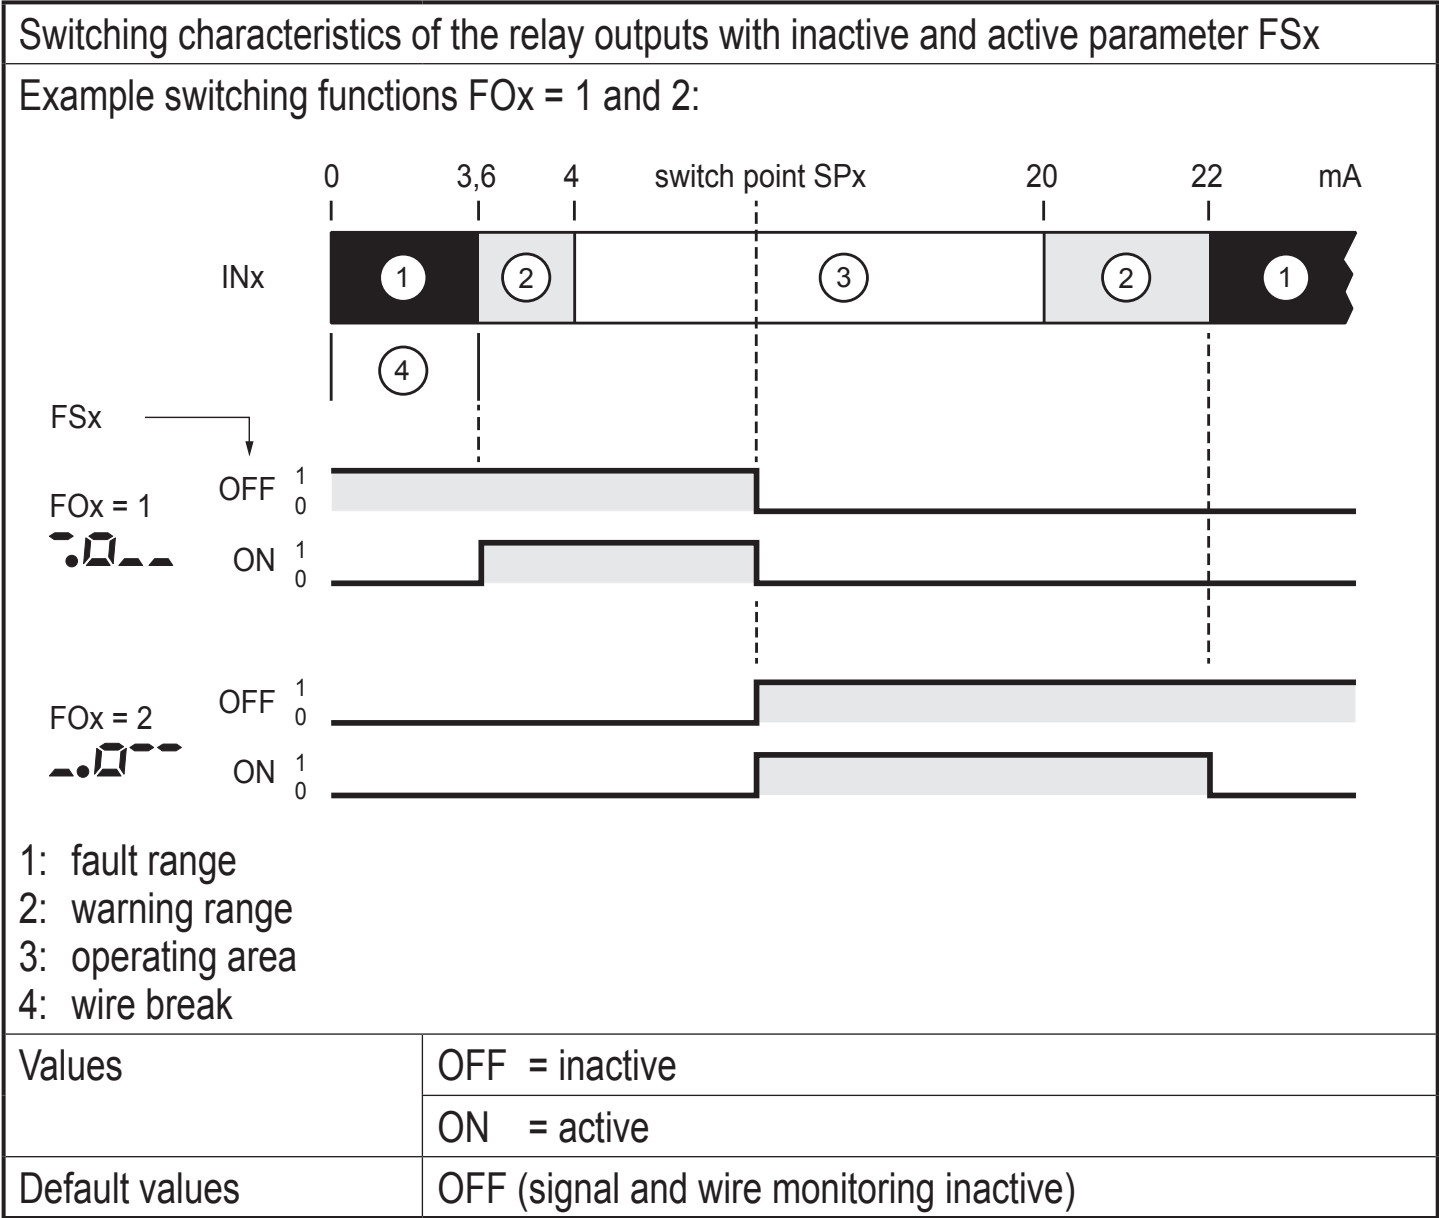 Switching characteristics of the relay outputs with inactive and active parameter FSx
Example switching functions FOx = 1 and 2:
0 3,6 4 switch point SPx 20 22 mA
INx 1 2 3 2 1
4
FSx
FOx = 1 OFF 1 0
ON 1 0
FOx = 2 OFF 1 0
ON 1 0
1: fault range
2: warning range
3: operating area
4: wire break
Values OFF = inactive
ON = active
Default values OFF (signal and wire monitoring inactive)